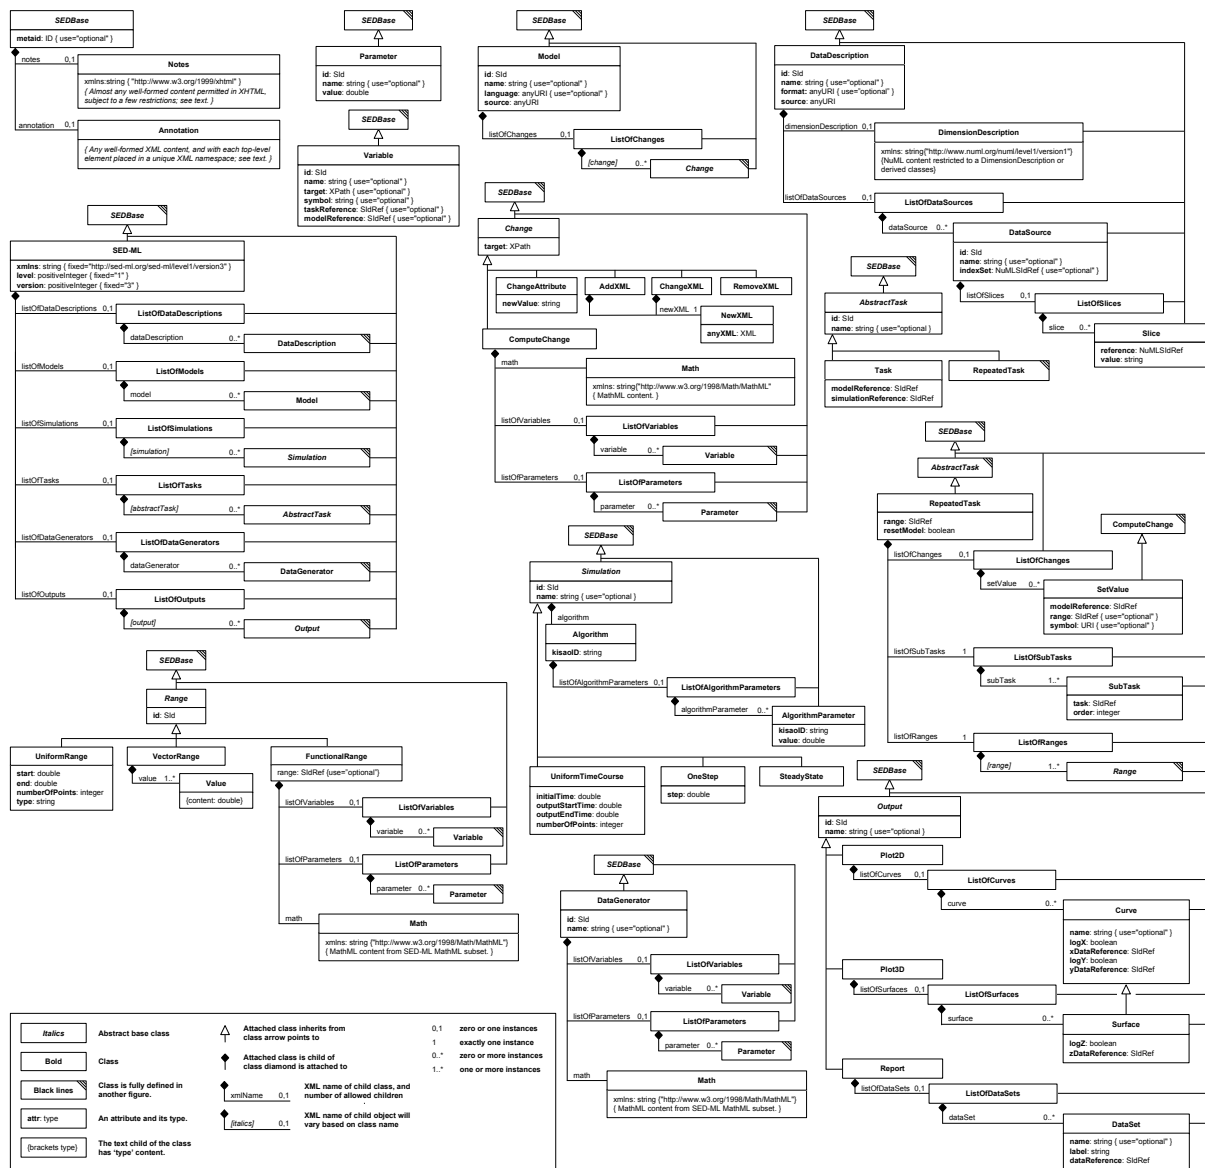 SEDBase
metaid: ID { use="optional" }
notes 0,1
Notes
xmlns:string { "http://www.w3.org/1999/xhtml" }
{ Almost any well-formed content permitted in XHTML,
subject to a few restrictions; see text. }
annotation 0,1
Annotation
{ Any well-formed XML content, and with each top-level
element placed in a unique XML namespace; see text. }
SEDBase
Parameter
id: SId
name: string { use="optional" }
value: double
SEDBase
Variable
id: SId
name: string { use="optional" }
target: XPath { use="optional" }
symbol: string { use="optional" }
taskReference: SIdRef { use="optional" }
modelReference: SIdRef { use="optional" }
SEDBase
Model
id: SId
name: string { use="optional" }
language: anyURI { use="optional" }
source: anyURI
listOfChanges 0,1
ListOfChanges
[change] 0..*
Change
SEDBase
DataDescription
id: SId
name: string { use="optional" }
format: anyURI { use="optional" }
source: anyURI
dimensionDescription 0,1
DimensionDescription
xmlns: string{"http://www.numl.org/numl/level1/version1"}
{NuML content restricted to a DimensionDescription or
derived classes}
listOfDataSources 0,1
ListOfDataSources
dataSource 0..*
DataSource
id: SId
name: string { use="optional" }
indexSet: NuMLSIdRef { use="optional" }
listOfSlices 0,1
ListOfSlices
slice 0..*
Slice
reference: NuMLSIdRef
value: string
SEDBase
SED-ML
xmlns: string { fixed="http://sed-ml.org/sed-ml/level1/version3" }
level: positiveInteger { fixed="1" }
version: positiveInteger { fixed="3" }
listOfDataDescriptions 0,1
ListOfDataDescriptions
dataDescription 0..*
DataDescription
listOfModels 0,1
ListOfModels
model 0..*
Model
listOfSimulations 0,1
ListOfSimulations
[simulation] 0..*
Simulation
listOfTasks 0,1
ListOfTasks
[abstractTask] 0..*
AbstractTask
listOfDataGenerators 0,1
ListOfDataGenerators
dataGenerator 0..*
DataGenerator
listOfOutputs 0,1
ListOfOutputs
[output] 0..*
Output
SEDBase
Change
target: XPath
ChangeAttribute
newValue: string
AddXML
ChangeXML
RemoveXML
newXML 1
NewXML
anyXML: XML
ComputeChange
math
Math
xmlns: string{"http://www.w3.org/1998/Math/MathML"
{ MathML content. }
listOfVariables 0,1
ListOfVariables
variable 0..*
Variable
listOfParameters 0,1
ListOfParameters
parameter 0..*
Parameter
SEDBase
AbstractTask
id: SId
name: string { use="optional }
Task
modelReference: SIdRef
simulationReference: SIdRef
RepeatedTask
SEDBase
AbstractTask
RepeatedTask
range: SIdRef
resetModel: boolean
ComputeChange
listOfChanges 0,1
ListOfChanges
setValue 0..*
SetValue
modelReference: SIdRef
range: SIdRef { use="optional" }
symbol: URI { use="optional" }
listOfSubTasks 1
ListOfSubTasks
subTask 1..*
SubTask
task: SIdRef
order: integer
listOfRanges 1
ListOfRanges
[range] 1..*
Range
SEDBase
Simulation
id: SId
name: string { use="optional }
algorithm
Algorithm
kisaoID: string
listOfAlgorithmParameters 0,1
ListOfAlgorithmParameters
algorithmParameter 0..*
AlgorithmParameter
kisaoID: string
value: double
UniformTimeCourse
initialTime: double
outputStartTime: double
outputEndTime: double
numberOfPoints: integer
OneStep
step: double
SteadyState
SEDBase
Range
id: SId
UniformRange
start: double
end: double
numberOfPoints: integer
type: string
VectorRange
value 1..*
Value
{content: double}
FunctionalRange
range: SIdRef {use="optional"}
listOfVariables 0,1
ListOfVariables
variable 0..*
Variable
listOfParameters 0,1
ListOfParameters
parameter 0..*
Parameter
math
Math
xmlns: string {"http://www.w3.org/1998/Math/MathML"}
{ MathML content from SED-ML MathML subset. }
SEDBase
DataGenerator
id: SId
name: string { use="optional" }
listOfVariables 0,1
ListOfVariables
variable 0..*
Variable
listOfParameters 0,1
ListOfParameters
parameter 0..*
Parameter
math
Math
xmlns: string {"http://www.w3.org/1998/Math/MathML"}
{ MathML content from SED-ML MathML subset. }
SEDBase
Output
id: SId
name: string { use="optional }
Plot2D
listOfCurves 0,1
ListOfCurves
curve 0..*
Curve
name: string { use="optional" }
logX: boolean
xDataReference: SIdRef
logY: boolean
yDataReference: SIdRef
Plot3D
listOfSurfaces 0,1
ListOfSurfaces
surface 0..*
Surface
logZ: boolean
zDataReference: SIdRef
Report
listOfDataSets 0,1
ListOfDataSets
dataSet 0..*
DataSet
name: string { use="optional" }
label: string
dataReference: SIdRef
Italics
Abstract base class
Bold
Class
Black lines
Class is fully defined in
another figure.
attr: type
An attribute and its type.
{brackets type}
The text child of the class
has 'type' content.
Attached class inherits from
class arrow points to
Attached class is child of
class diamond is attached to
xmlName 0,1
XML name of child class, and
number of allowed children
.
[italics] 0,1
XML name of child object will
vary based on class name
0,1 zero or one instances
1 exactly one instance
0..* zero or more instances
1..* one or more instances